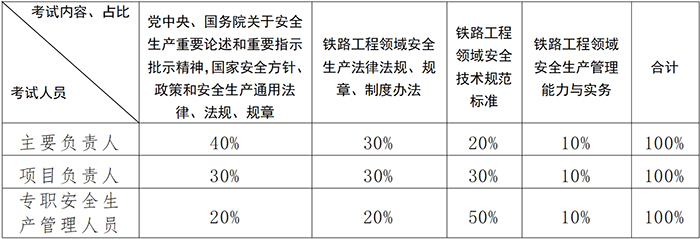 考试内容、占比
考试人员
党中央、国务院关于安全
生产重要论述和重要指示
批示精神,国家安全方针、
政策和安全生产通用法
律、法规、规章
铁路工程领域安全
生产法律法规、规
章、制度办法
铁路工程
领域安全
技术规范
标准
铁路工程领域
安全生产管理
能力与实务
合计
主要负责人 40% 30% 20% 10% 100%
项目负责人 30% 30% 30% 10% 100%
专职安全生
产管理人员 20% 20% 50% 10% 100%